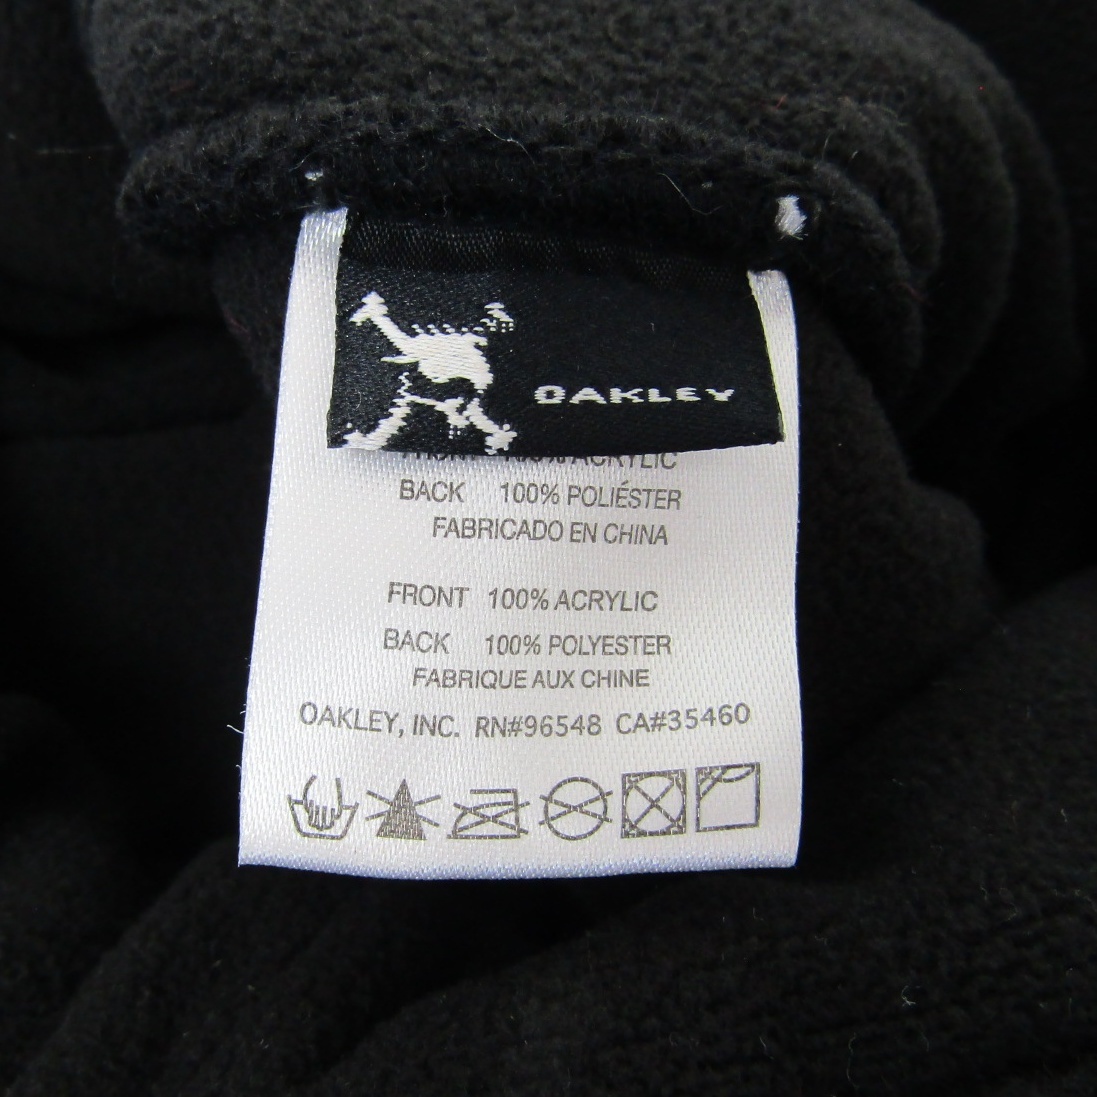 OAKLEY
ACRYLIC
BACK 100% POLIÉSTER
FABRICADO EN CHINA
FRONT 100% ACRYLIC
BACK 100% POLYESTER
FABRIQUE AUX CHINE
OAKLEY, INC. RN#96548 CA#35460